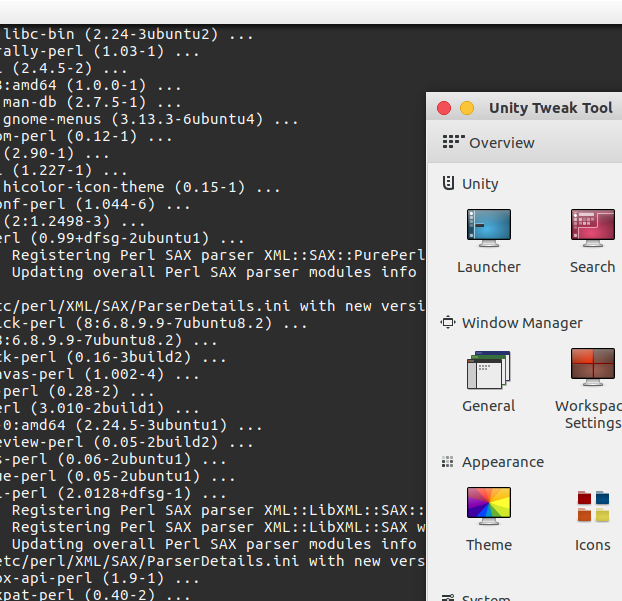 libc-bin (2.24-3ubuntu2) ...
rally-perl (1.03-1) ...
(2.4.5-2) ...
:amd64 (1.0.0-1) ...
man-db (2.7.5-1) ...
gnome-menus (3.13.3-6ubuntu4) ...
om-perl (0.12-1) ...
(2.90-1) ...
(1.227-1) ...
hicolor-icon-theme (0.15-1) ...
onf-perl (1.044-6) ...
(2:1.2498-3) ...
erl (0.99+dfsg-2ubuntu1) ...
Registering Perl SAX parser XML::SAX::PurePerl
Updating overall Perl SAX parser modules info
tc/perl/XML/SAX/ParserDetails.ini with new versi
ick-perl (8:6.8.9.9-7ubuntu8.2) ...
8:6.8.9.9-7ubuntu8.2) ...
ck-perl (0.16-3build2) ...
nvas-perl (1.002-4) ...
-perl (0.28-2) ...
erl (3.010-2build1) ...
-0:amd64 (2.24.5-3ubuntu1) ...
eview-perl (0.05-2build2) ...
s-perl (0.06-2ubuntu1) ...
ue-perl (0.05-2ubuntu1) ...
l-perl (2.0128+dfsg-1) ...
Registering Perl SAX parser XML::LibXML::SAX::
Registering Perl SAX parser XML::LibXML::SAX w
Updating overall Perl SAX parser modules info
etc/perl/XML/SAX/ParserDetails.ini with new vers
ox-api-perl (1.9-1) ...
xpat-perl (0.40-2) ...
Unity Tweak Tool
Overview
Unity
Launcher
Search
Window Manager
General
Workspac
Settings
Appearance
Theme
Icons
System